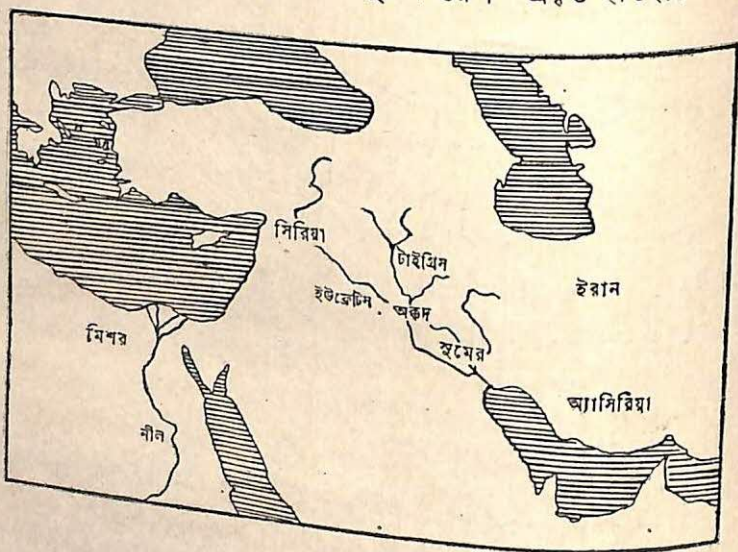 সিরিয়া
টাইগ্রিস
ইউফ্রেটিস
অক্কদ
ইরান
সুমের
মিশর
অ্যাসিরিয়া
নীল